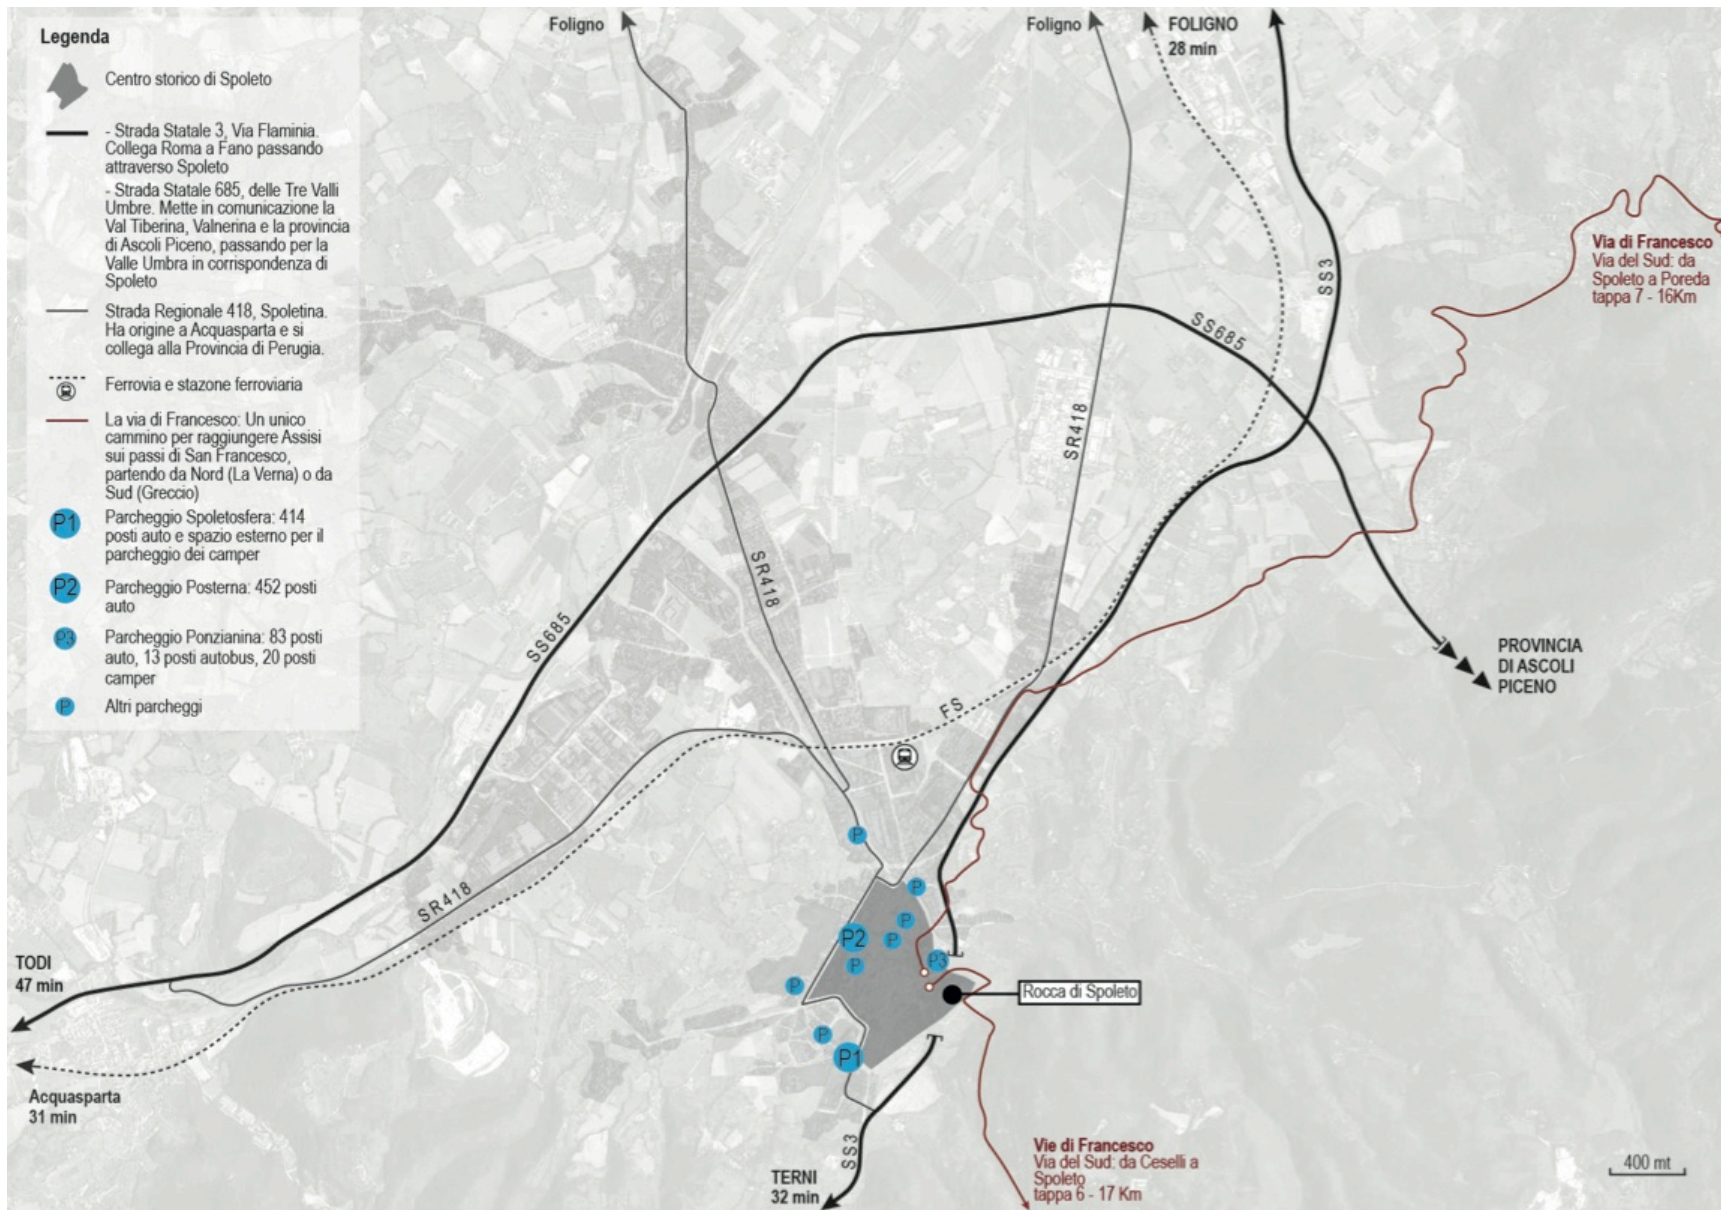 Legenda
Centro storico di Spoleto
- Strada Statale 3, Via Flaminia.
Collega Roma a Fano passando
attraverso Spoleto
- Strada Statale 685, delle Tre Valli
Umbre. Mette in comunicazione la
Val Tiberina, Valnerina e la provincia
di Ascoli Piceno, passando per la
Valle Umbra in corrispondenza di
Spoleto
Strada Regionale 418, Spoletina.
Ha origine a Acquasparta e si
collega alla Provincia di Perugia.
Ferrovia e stazone ferroviaria
La via di Francesco: Un unico
cammino per raggiungere Assisi
sui passi di San Francesco,
partendo da Nord (La Verna) o da
Sud (Greccio)
P1
Parcheggio Spoletosfera: 414
posti auto e spazio esterno per il
parcheggio dei camper
P2
Parcheggio Posterna: 452 posti
auto
P3
Parcheggio Ponzianina: 83 posti
auto, 13 posti autobus, 20 posti
camper
P
Altri parcheggi
Foligno
Foligno
FOLIGNO
28 min
SS3
Via di Francesco
Via del Sud: da
Spoleto a Poreda
tappa 7 - 16Km
SS685
SR418
SR418
SS685
PROVINCIA
DI ASCOLI
PICENO
FS
SR418
P
P
P
P2
P
P
P3
P
Rocca di Spoleto
P
P1
TODI
47 min
Acquasparta
31 min
SS3
TERNI
32 min
Vie di Francesco
Via del Sud: da Ceselli a
Spoleto
tappa 6 - 17 Km
400 mt